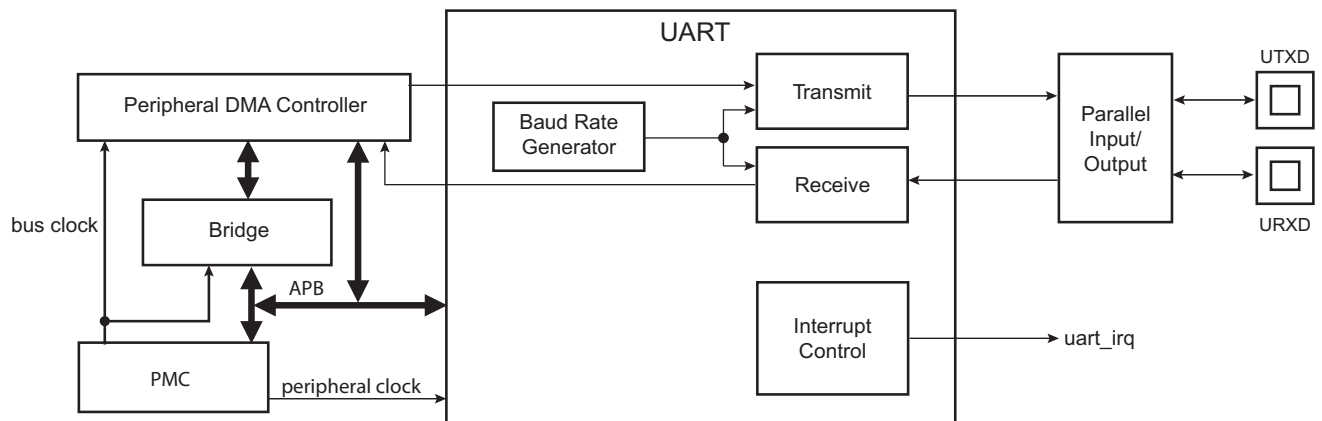 UART
Peripheral DMA Controller
Baud Rate
Generator
Transmit
Receive
Parallel
Input/
Output
UTXD
URXD
bus clock
Bridge
APB
PMC
peripheral clock
Interrupt
Control
uart_irq